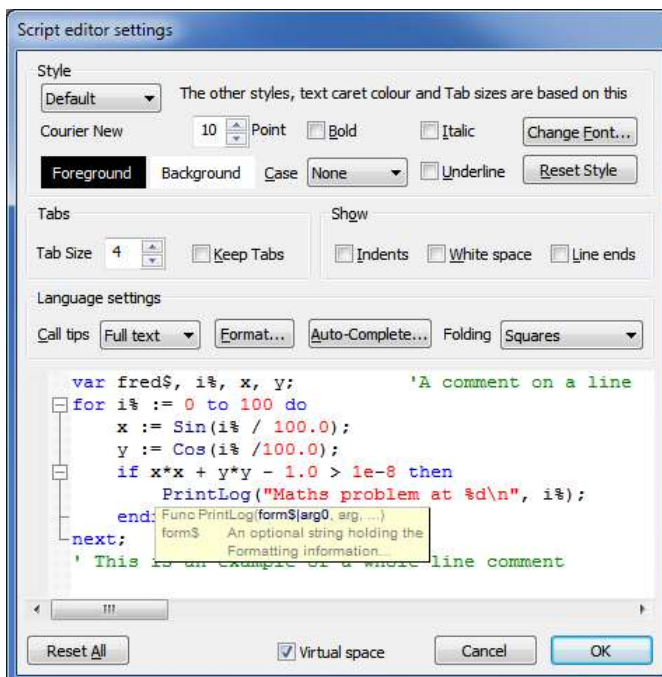 Script editor settings
Style
Default The other styles, text caret colour and Tab sizes are based on this
Courier New 10 Point Bold Italic Change Font...
Foreground Background Case None Underline Reset Style
Tabs Show
Tab Size 4 Keep Tabs Indents White space Line ends
Language settings
Call tips Full text Format... Auto-Complete... Folding Squares
var fred$, i%, x, y; 'A comment on a line
for i% := 0 to 100 do
x := Sin(i% / 100.0);
y := Cos(i% /100.0);
if x*x + y*y - 1.0 > 1e-8 then
PrintLog("Maths problem at %d\n", i%);
end Func PrintLog(form$|arg0, arg, ...)
form$ An optional string holding the
next; Formatting information...
' This is an example of a whole line comment
Reset All Virtual space Cancel OK